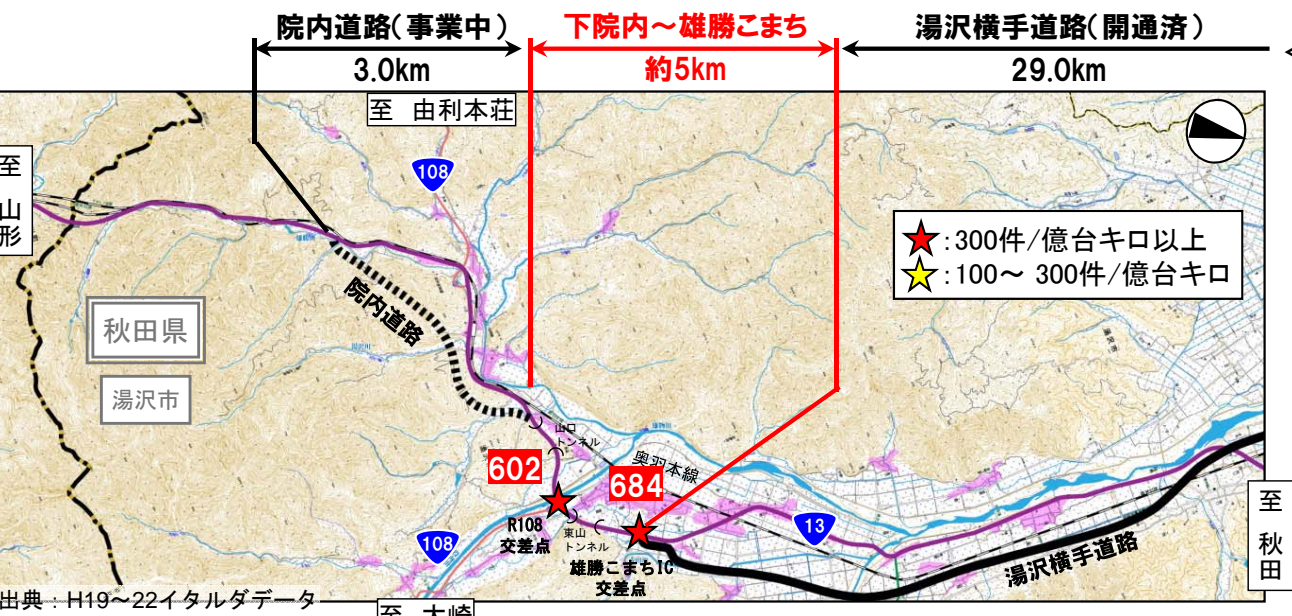 院内道路(事業中)
下院内～雄勝こまち
湯沢横手道路(開通済)
3.0km
約5km
29.0km
至 由利本荘
至 山形
108
★:300件/億台キロ以上
★:100～ 300件/億台キロ
院内道路
秋田県
湯沢市
山口
トンネル
奥羽本線
602
684
R108
交差点
東山
トンネル
13
108
雄勝こまちIC
交差点
湯沢横手道路
至 秋田
出典：H19～22イタルダデータ
至 大崎